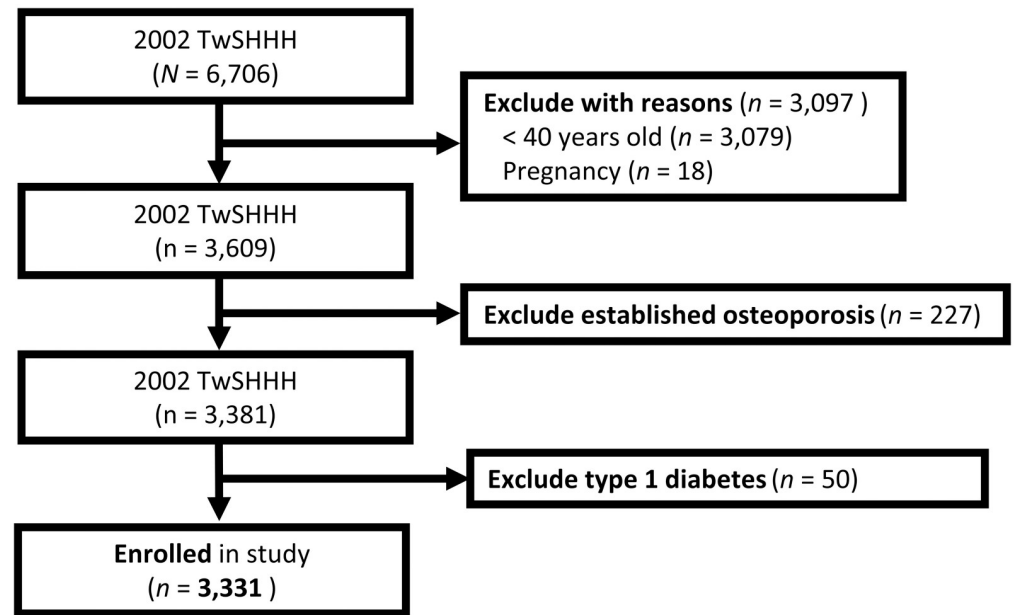 2002 TwSHHH
(N = 6,706)
Exclude with reasons (n = 3,097 )
< 40 years old (n = 3,079)
Pregnancy (n = 18)
2002 TwSHHH
(n = 3,609)
Exclude established osteoporosis (n = 227)
2002 TwSHHH
(n = 3,381)
Exclude type 1 diabetes (n = 50)
Enrolled in study
(n = 3,331 )